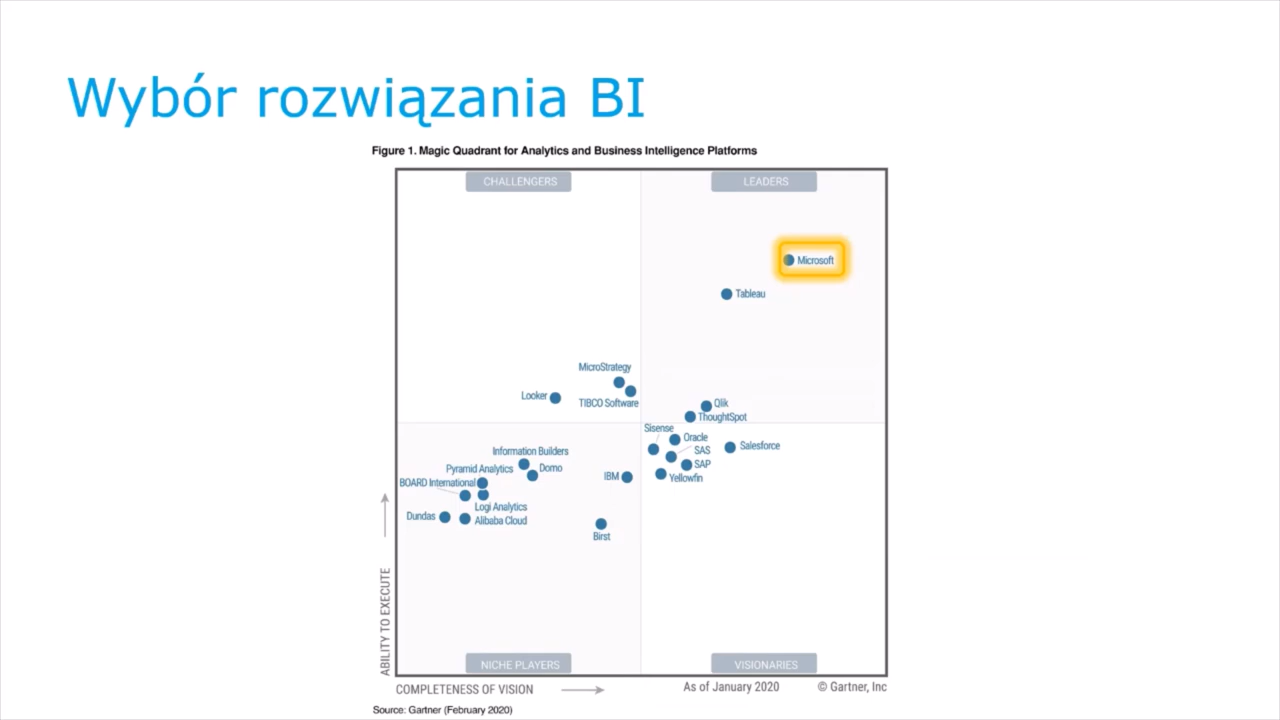 Wybór rozwiązania BI
Figure 1. Magic Quadrant for Analytics and Business Intelligence Platforms
CHALLENGERS
LEADERS
Microsoft
Tableau
MicroStrategy
Looker
TIBCO Software
Qlik
ThoughtSpot
Sisense
Oracle
Salesforce
SAS
SAP
Yellowfin
Information Builders
Pyramid Analytics
Domo
IBM
BOARD International
Logi Analytics
Dundas
Alibaba Cloud
Birst
ABILITY TO EXECUTE
NICHE PLAYERS
VISIONARIES
COMPLETENESS OF VISION
As of January 2020
© Gartner, Inc
Source: Gartner (February 2020)